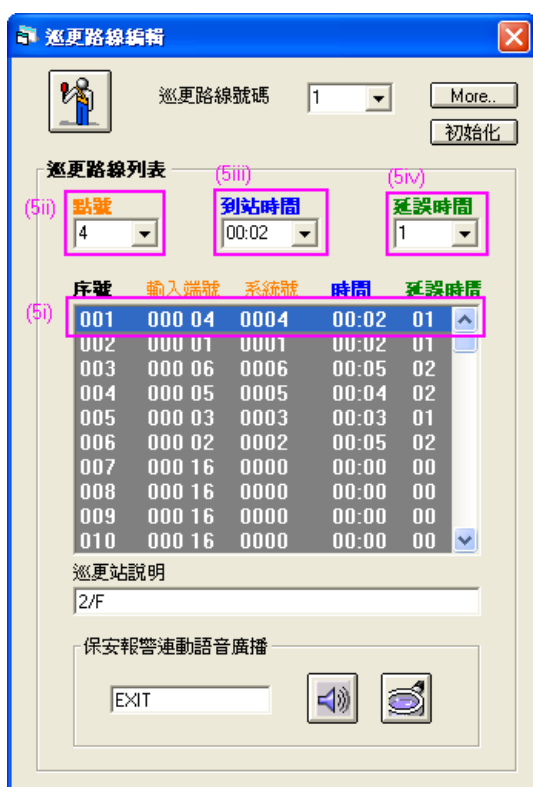 巡更路線編輯
巡更路線號碼 1 More..
初始化
巡更路線列表 (5iii) (5iv)
(5ii) 點號 到站時間 延誤時間
4 00:02 1
序號 輸入端號 系統號 時間 延誤時間
(5i)
001 000 04 0004 00:02 01
002 000 01 0001 00:02 01
003 000 06 0006 00:05 02
004 000 05 0005 00:04 02
005 000 03 0003 00:03 01
006 000 02 0002 00:05 02
007 000 16 0000 00:00 00
008 000 16 0000 00:00 00
009 000 16 0000 00:00 00
010 000 16 0000 00:00 00
巡更站説明
2/F
保安報警連動語音廣播
EXIT